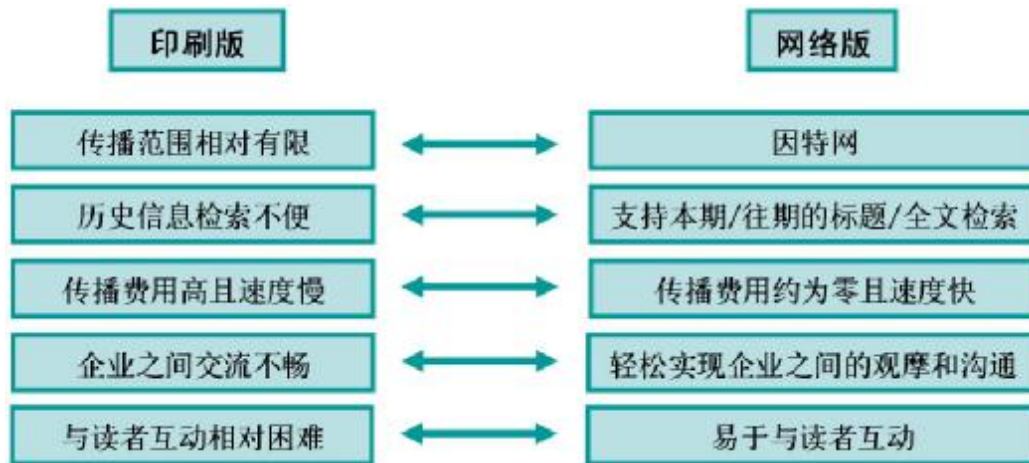 印刷版
网络版
传播范围相对有限
因特网
历史信息检索不便
支持本期/往期的标题/全文检索
传播费用高且速度慢
传播费用约为零且速度快
企业之间交流不畅
轻松实现企业之间的观摩和沟通
与读者互动相对困难
易于与读者互动